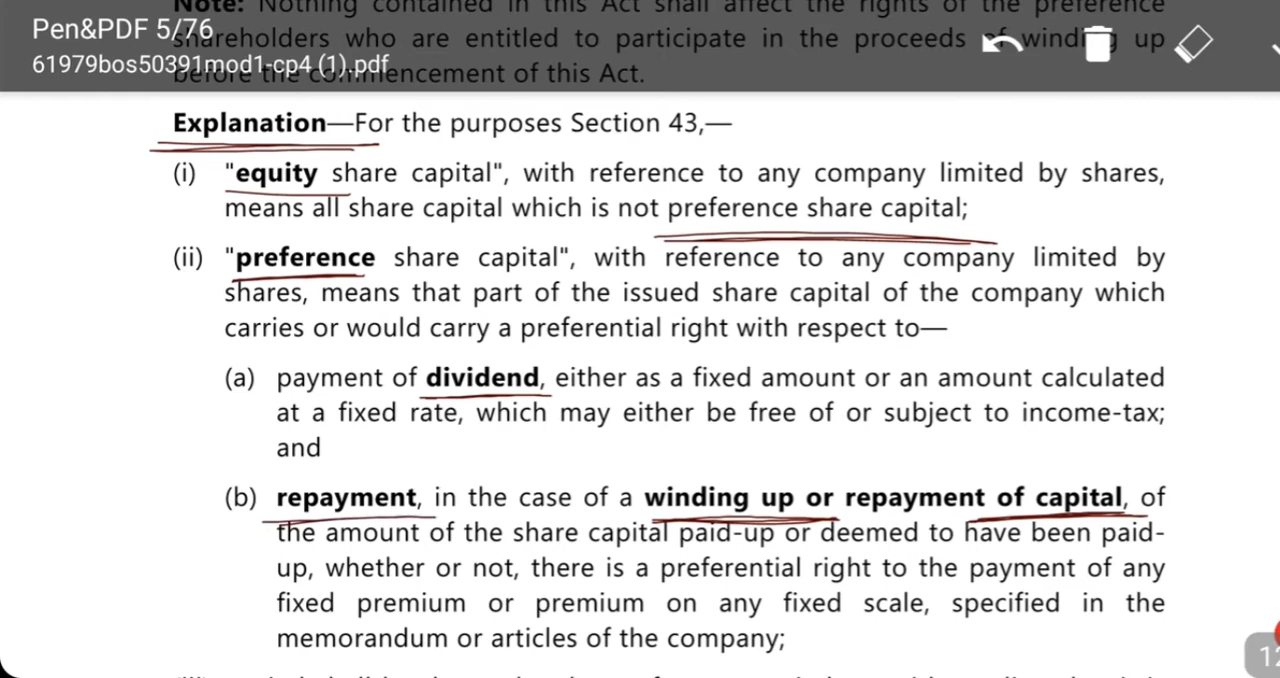 Note: Nothing contained in this Act shall affect the rights of the preference
Pen&PDF 5/76
shareholders who are entitled to participate in the proceeds of winding up
61979bos50391mod1-cp4 (1).pdf
before the commencement of this Act.
Explanation—For the purposes Section 43,—
(i) "equity share capital", with reference to any company limited by shares,
means all share capital which is not preference share capital;
(ii) "preference share capital", with reference to any company limited by
shares, means that part of the issued share capital of the company which
carries or would carry a preferential right with respect to—
(a) payment of dividend, either as a fixed amount or an amount calculated
at a fixed rate, which may either be free of or subject to income-tax;
and
(b) repayment, in the case of a winding up or repayment of capital, of
the amount of the share capital paid-up or deemed to have been paid-
up, whether or not, there is a preferential right to the payment of any
fixed premium or premium on any fixed scale, specified in the
memorandum or articles of the company;